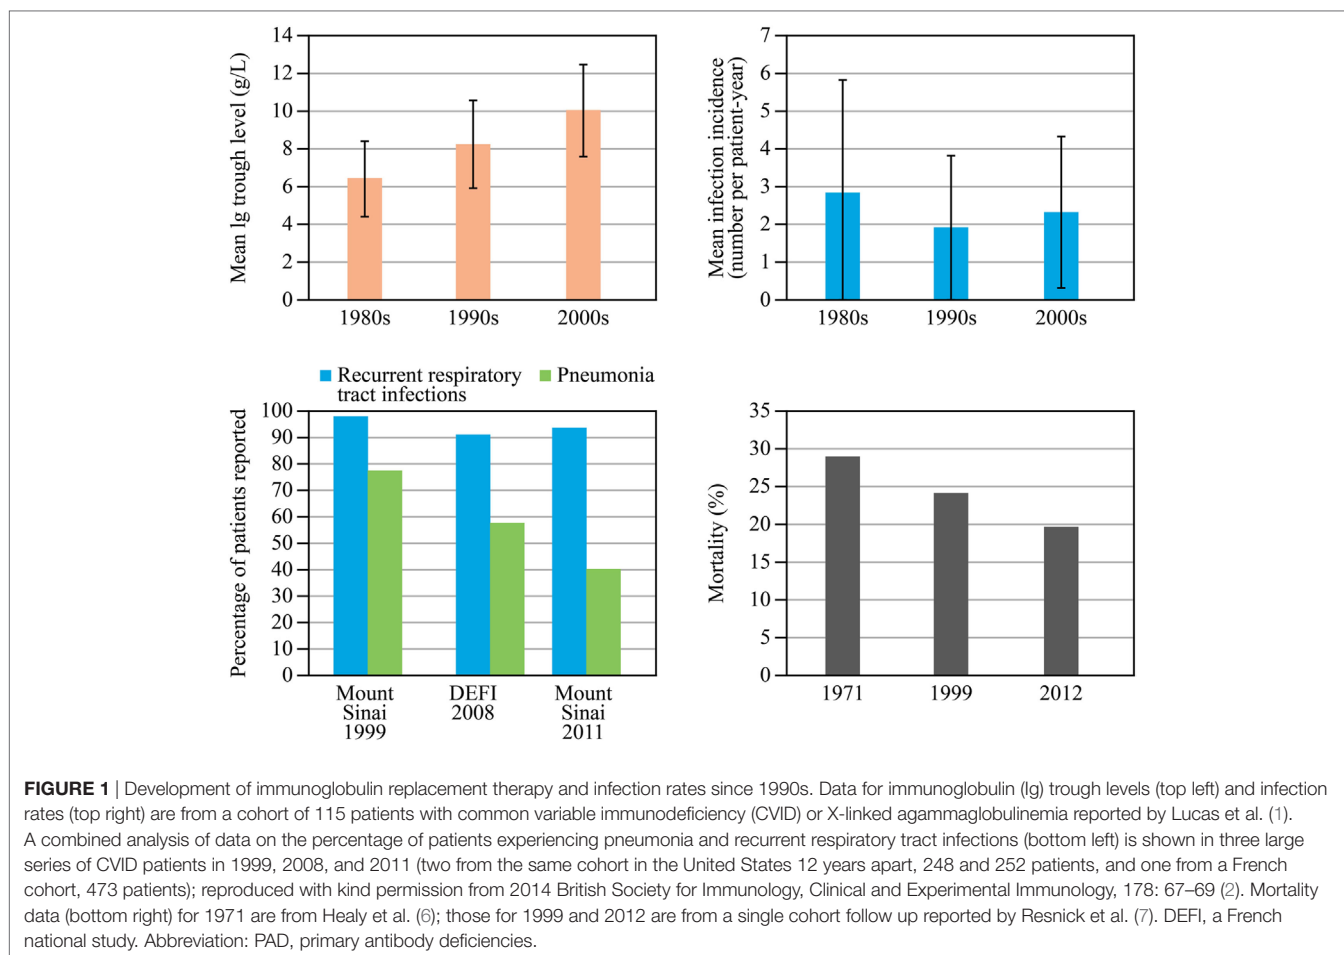 Mean Ig trough level (g/L)
14
12
10
8
6
4
2
0
1980s 1990s 2000s
Mean infection incidence
(number per patient-year)
7
6
5
4
3
2
1
0
1980s 1990s 2000s
Recurrent respiratory
tract infections
Pneumonia
Percentage of patients reported
100
90
80
70
60
50
40
30
20
10
0
Mount
Sinai
1999
DEFI
2008
Mount
Sinai
2011
Mortality (%)
35
30
25
20
15
10
5
0
1971 1999 2012
FIGURE 1 | Development of immunoglobulin replacement therapy and infection rates since 1990s. Data for immunoglobulin (Ig) trough levels (top left) and infection
rates (top right) are from a cohort of 115 patients with common variable immunodeficiency (CVID) or X-linked agammaglobulinemia reported by Lucas et al. (1).
A combined analysis of data on the percentage of patients experiencing pneumonia and recurrent respiratory tract infections (bottom left) is shown in three large
series of CVID patients in 1999, 2008, and 2011 (two from the same cohort in the United States 12 years apart, 248 and 252 patients, and one from a French
cohort, 473 patients); reproduced with kind permission from 2014 British Society for Immunology, Clinical and Experimental Immunology, 178: 67–69 (2). Mortality
data (bottom right) for 1971 are from Healy et al. (6); those for 1999 and 2012 are from a single cohort follow up reported by Resnick et al. (7). DEFI, a French
national study. Abbreviation: PAD, primary antibody deficiencies.